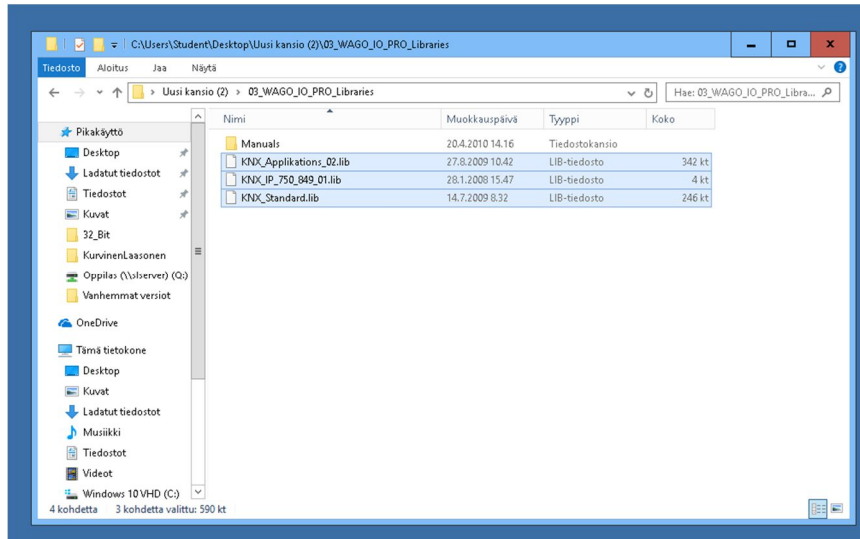 C:\Users\Student\Desktop\Uusi kansio (2)\03_WAGO_IO_PRO_Libraries
Tiedosto Aloitus Jaa Näytä
Uusi kansio (2) > 03_WAGO_IO_PRO_Libraries
Hae: 03_WAGO_IO_PRO_Libra...
Nimi Muokkauspäivä Tyyppi Koko
Pikakäyttö
Desktop
Ladatut tiedostot
Tiedostot
Kuvat
32_Bit
KurvinenLaasonen
Oppilas (\\slserver) (Q:)
Vanhemmat versiot
OneDrive
Tämä tietokone
Desktop
Kuvat
Ladatut tiedostot
Musiikki
Tiedostot
Videot
Windows 10 VHD (C:)
Manuals 20.4.2010 14.16 Tiedostokansio
KNX_Applikations_02.lib 27.8.2009 10.42 LIB-tiedosto 342 kt
KNX_IP_750_849_01.lib 28.1.2008 15.47 LIB-tiedosto 4 kt
KNX_Standard.lib 14.7.2009 8.32 LIB-tiedosto 246 kt
4 kohdetta 3 kohdetta valittu: 590 kt